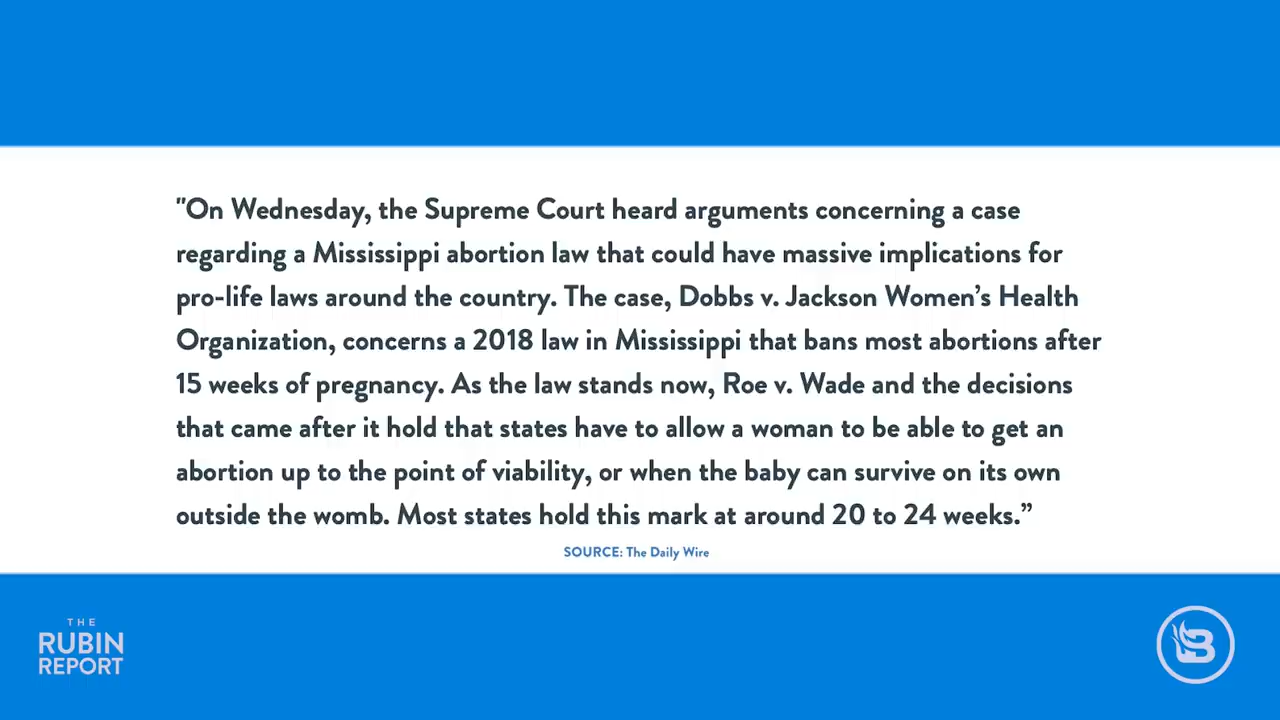 "On Wednesday, the Supreme Court heard arguments concerning a case
regarding a Mississippi abortion law that could have massive implications for
pro-life laws around the country. The case, Dobbs v. Jackson Women’s Health
Organization, concerns a 2018 law in Mississippi that bans most abortions after
15 weeks of pregnancy. As the law stands now, Roe v. Wade and the decisions
that came after it hold that states have to allow a woman to be able to get an
abortion up to the point of viability, or when the baby can survive on its own
outside the womb. Most states hold this mark at around 20 to 24 weeks.”
SOURCE: The Daily Wire
THE
RUBIN
REPORT
B